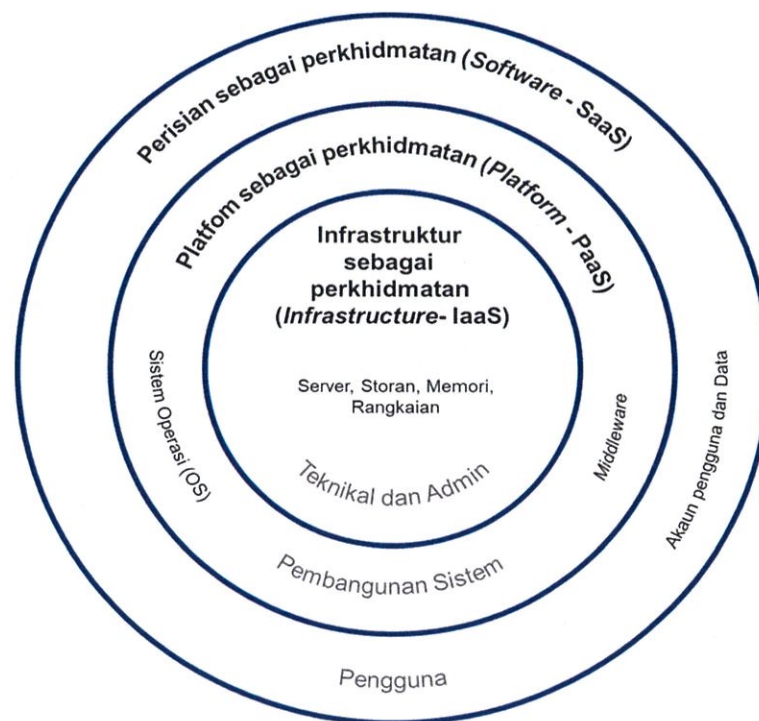 Perisian sebagai perkhidmatan (Software - SaaS)
Platfom sebagai perkhidmatan (Platform - PaaS)
Infrastruktur
sebagai
perkhidmatan
(Infrastructure- IaaS)
Server, Storan, Memori,
Rangkaian
Sistem Operasi (OS)
Middleware
Akaun pengguna dan Data
Teknikal dan Admin
Pembangunan Sistem
Pengguna